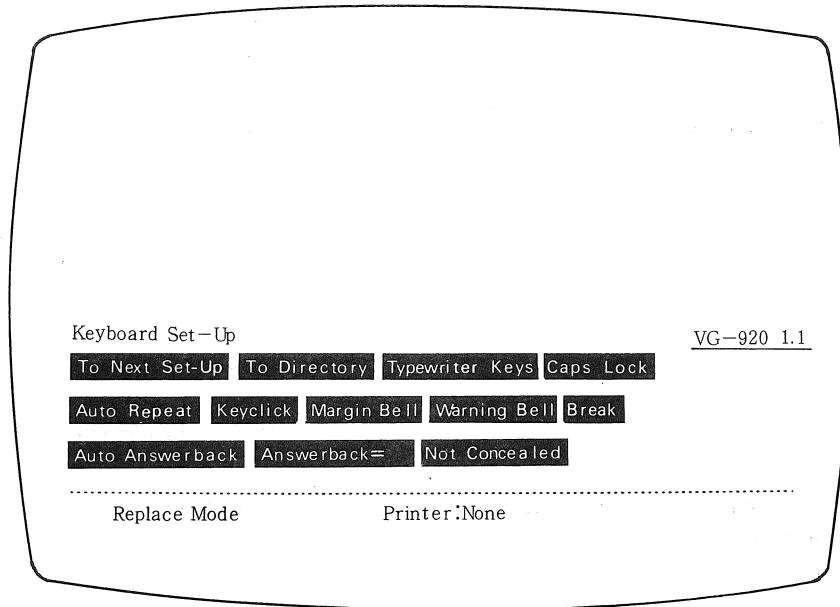 Keyboard Set-Up
VG-920 1.1
To Next Set-Up To Directory Typewriter Keys Caps Lock
Auto Repeat Keyclick Margin Bell Warning Bell Break
Auto Answerback Answerback= Not Concealed
Replace Mode Printer:None